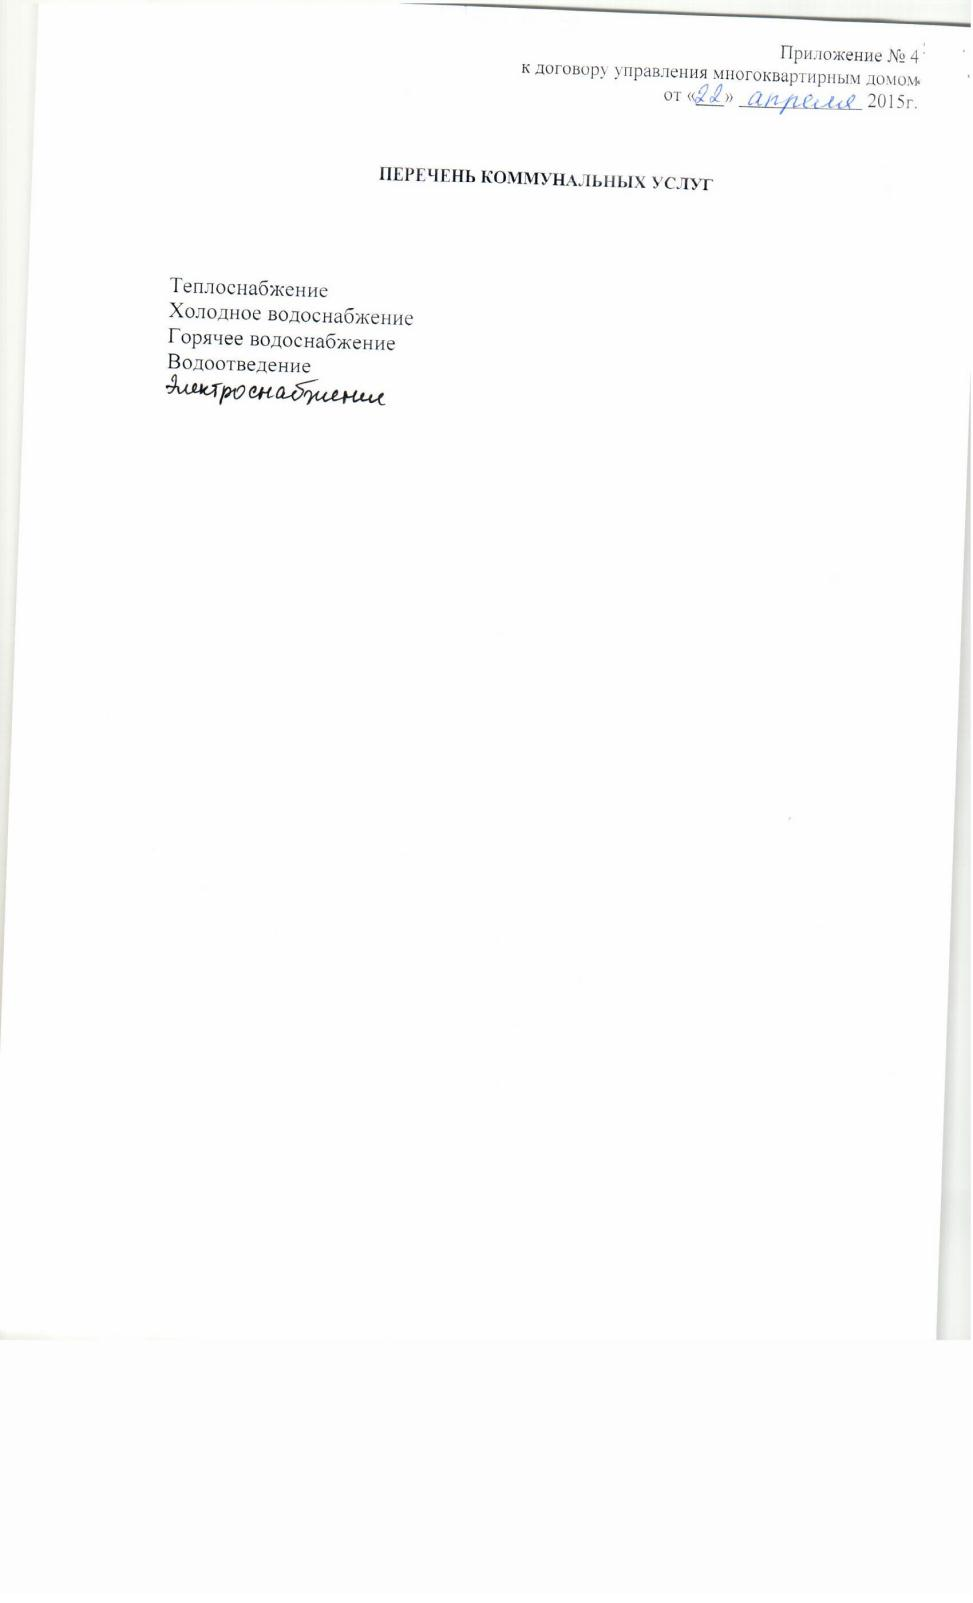 Приложение № 4
к договору управления многоквартирным домом
от «22» апреля 2015г.
ПЕРЕЧЕНЬ КОММУНАЛЬНЫХ УСЛУГ
Теплоснабжение
Холодное водоснабжение
Горячее водоснабжение
Водоотведение
Электроснабжение